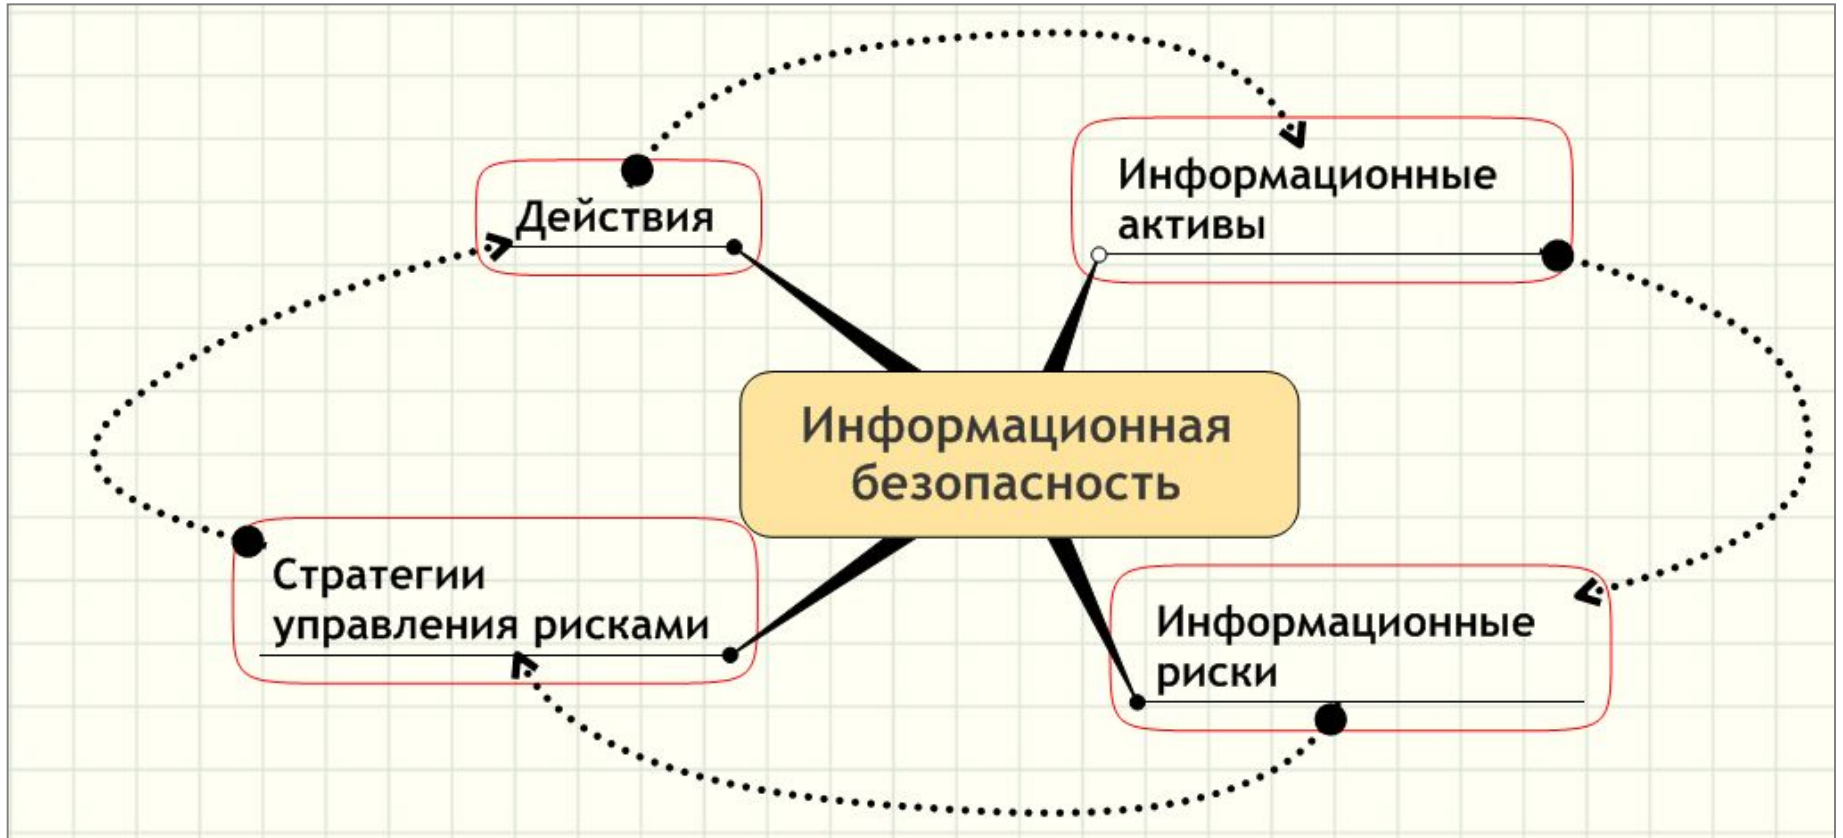 Действия
Информационные
активы
Информационная
безопасность
Стратегии
управления рисками
Информационные
риски